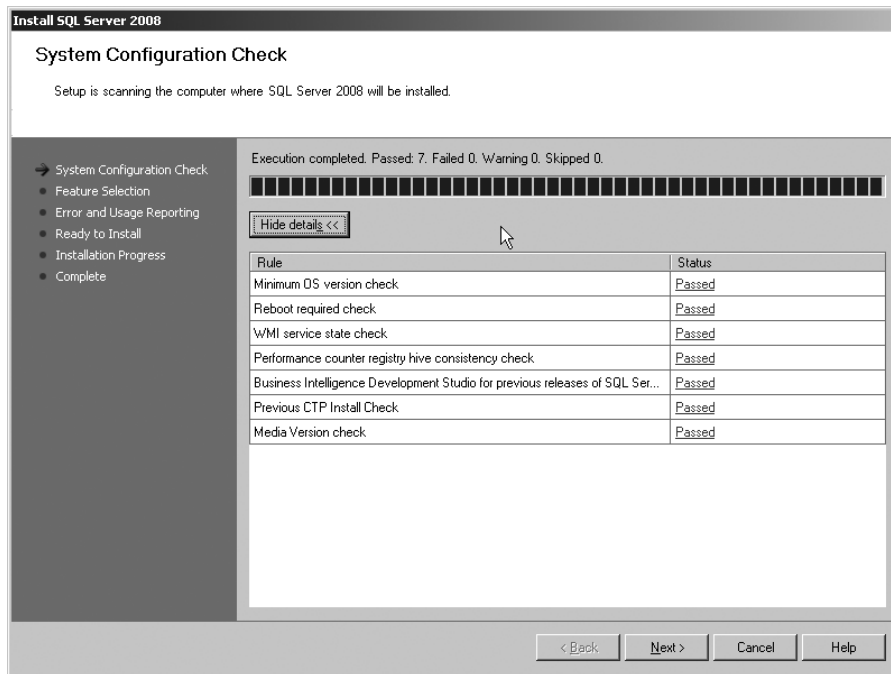 Install SQL Server 2008
System Configuration Check
Setup is scanning the computer where SQL Server 2008 will be installed.
System Configuration Check
Feature Selection
Error and Usage Reporting
Ready to Install
Installation Progress
Complete
Execution completed. Passed: 7. Failed 0. Warning 0. Skipped 0.
Hide details <<
Rule Status
Minimum OS version check Passed
Reboot required check Passed
WMI service state check Passed
Performance counter registry hive consistency check Passed
Business Intelligence Development Studio for previous releases of SQL Ser... Passed
Previous CTP Install Check Passed
Media Version check Passed
< Back Next > Cancel Help